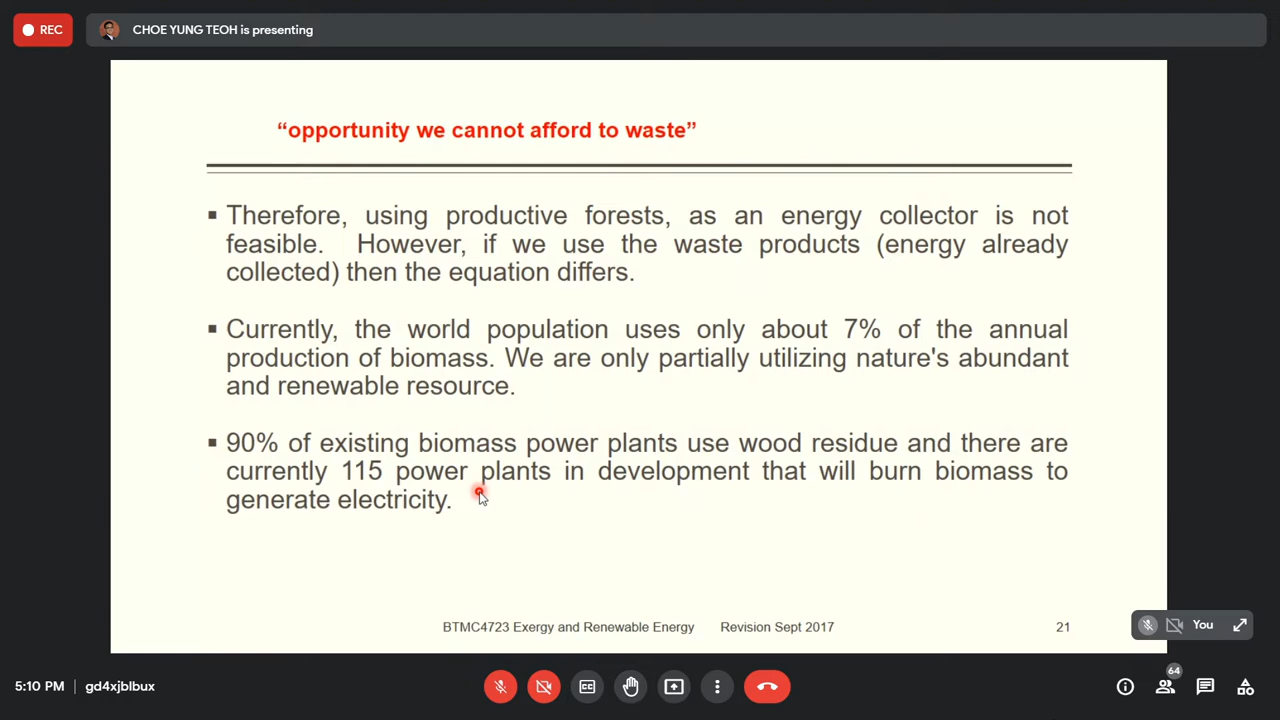 REC
CHOE YUNG TEOH is presenting
“opportunity we cannot afford to waste”
▪ Therefore, using productive forests, as an energy collector is not
feasible. However, if we use the waste products (energy already
collected) then the equation differs.
▪ Currently, the world population uses only about 7% of the annual
production of biomass. We are only partially utilizing nature's abundant
and renewable resource.
▪ 90% of existing biomass power plants use wood residue and there are
currently 115 power plants in development that will burn biomass to
generate electricity.
BTMC4723 Exergy and Renewable Energy Revision Sept 2017 21
You
5:10 PM gd4xjblbux
CC
64